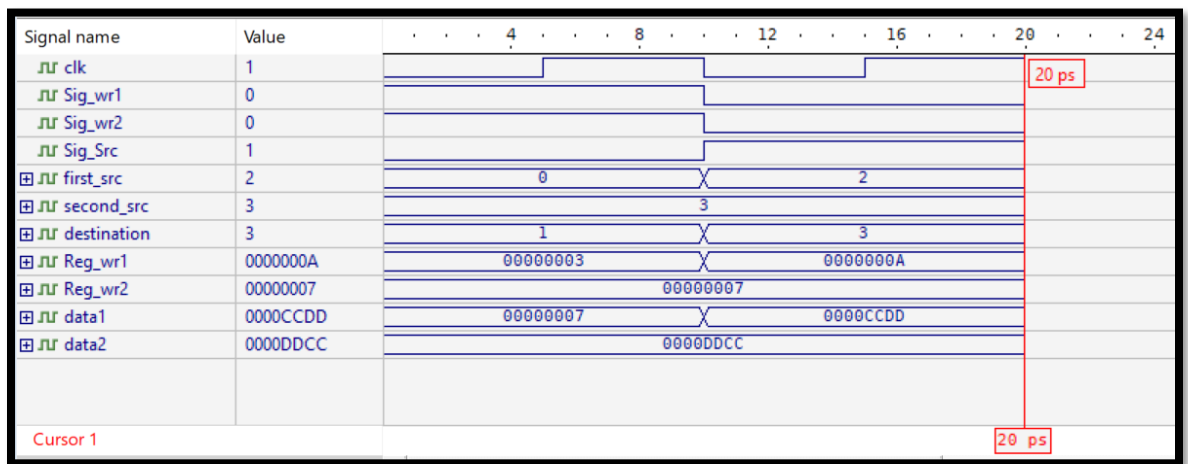 Signal name Value 4 8 12 16 20 24
clk 1 20 ps
Sig_wr1 0
Sig_wr2 0
Sig_Src 1
first_src 2 0 2
second_src 3 3
destination 3 1 3
Reg_wr1 0000000A 00000003 0000000A
Reg_wr2 00000007 00000007
data1 0000CCDD 00000007 0000CCDD
data2 0000DDCC 0000DDCC
Cursor 1 20 ps